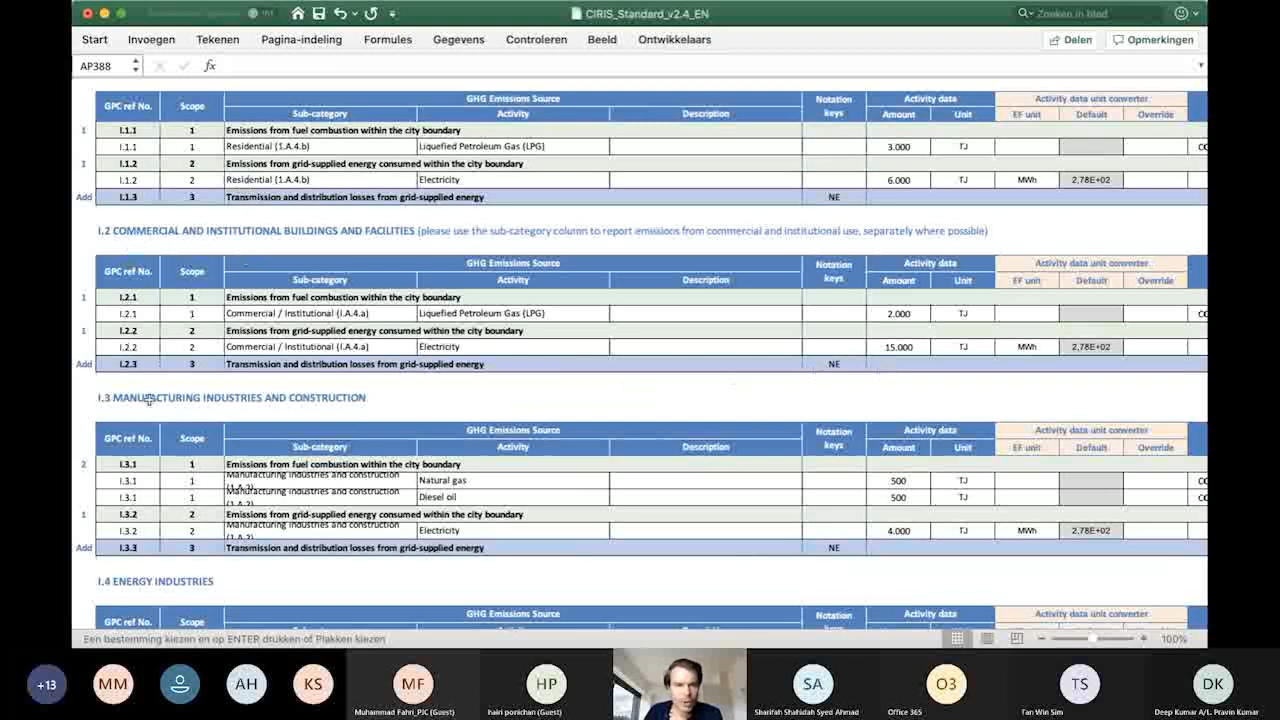 CIRIS_Standard_v2.4_EN
Zoeken in blad
Start Invoegen Tekenen Pagina-indeling Formules Gegevens Controleren Beeld Ontwikkelaars Delen Opmerkingen
AP388 fx
GPC ref No. Scope GHG Emissions Source Notation keys Activity data Activity data unit converter
Sub-category Activity Description Amount Unit EF unit Default Override
1 I.1.1 1 Emissions from fuel combustion within the city boundary
I.1.1 1 Residential (1.A.4.b) Liquefied Petroleum Gas (LPG) 3.000 TJ
1 I.1.2 2 Emissions from grid-supplied energy consumed within the city boundary
I.1.2 2 Residential (1.A.4.b) Electricity 6.000 TJ MWh 2,78E+02
Add I.1.3 3 Transmission and distribution losses from grid-supplied energy NE
I.2 COMMERCIAL AND INSTITUTIONAL BUILDINGS AND FACILITIES (please use the sub-category column to report emissions from commercial and institutional use, separately where possible)
GPC ref No. Scope GHG Emissions Source Notation keys Activity data Activity data unit converter
Sub-category Activity Description Amount Unit EF unit Default Override
1 I.2.1 1 Emissions from fuel combustion within the city boundary
I.2.1 1 Commercial / Institutional (I.A.4.a) Liquefied Petroleum Gas (LPG) 2.000 TJ
1 I.2.2 2 Emissions from grid-supplied energy consumed within the city boundary
I.2.2 2 Commercial / Institutional (I.A.4.a) Electricity 15.000 TJ MWh 2,78E+02
Add I.2.3 3 Transmission and distribution losses from grid-supplied energy NE
I.3 MANUFACTURING INDUSTRIES AND CONSTRUCTION
GPC ref No. Scope GHG Emissions Source Notation keys Activity data Activity data unit converter
Sub-category Activity Description Amount Unit EF unit Default Override
2 I.3.1 1 Emissions from fuel combustion within the city boundary
I.3.1 1 Manufacturing industries and construction Natural gas 500 TJ
I.3.1 1 Manufacturing industries and construction Diesel oil 500 TJ
1 I.3.2 2 Emissions from grid-supplied energy consumed within the city boundary
I.3.2 2 Manufacturing industries and construction Electricity 4.000 TJ MWh 2,78E+02
Add I.3.3 3 Transmission and distribution losses from grid-supplied energy NE
I.4 ENERGY INDUSTRIES
GPC ref No. Scope GHG Emissions Source Notation Activity data Activity data unit converter
Een bestemming kiezen en op ENTER drukken of Plakken kiezen
100%
+13 MM AH KS MF HP SA O3 TS DK
Muhammad Fahri_PJC (Guest) hairi ponichan (Guest) Sharifah Shahidah Syed Ahmad Office 365 Tan Win Sim Deep Kumar A/L. Pravin Kumar